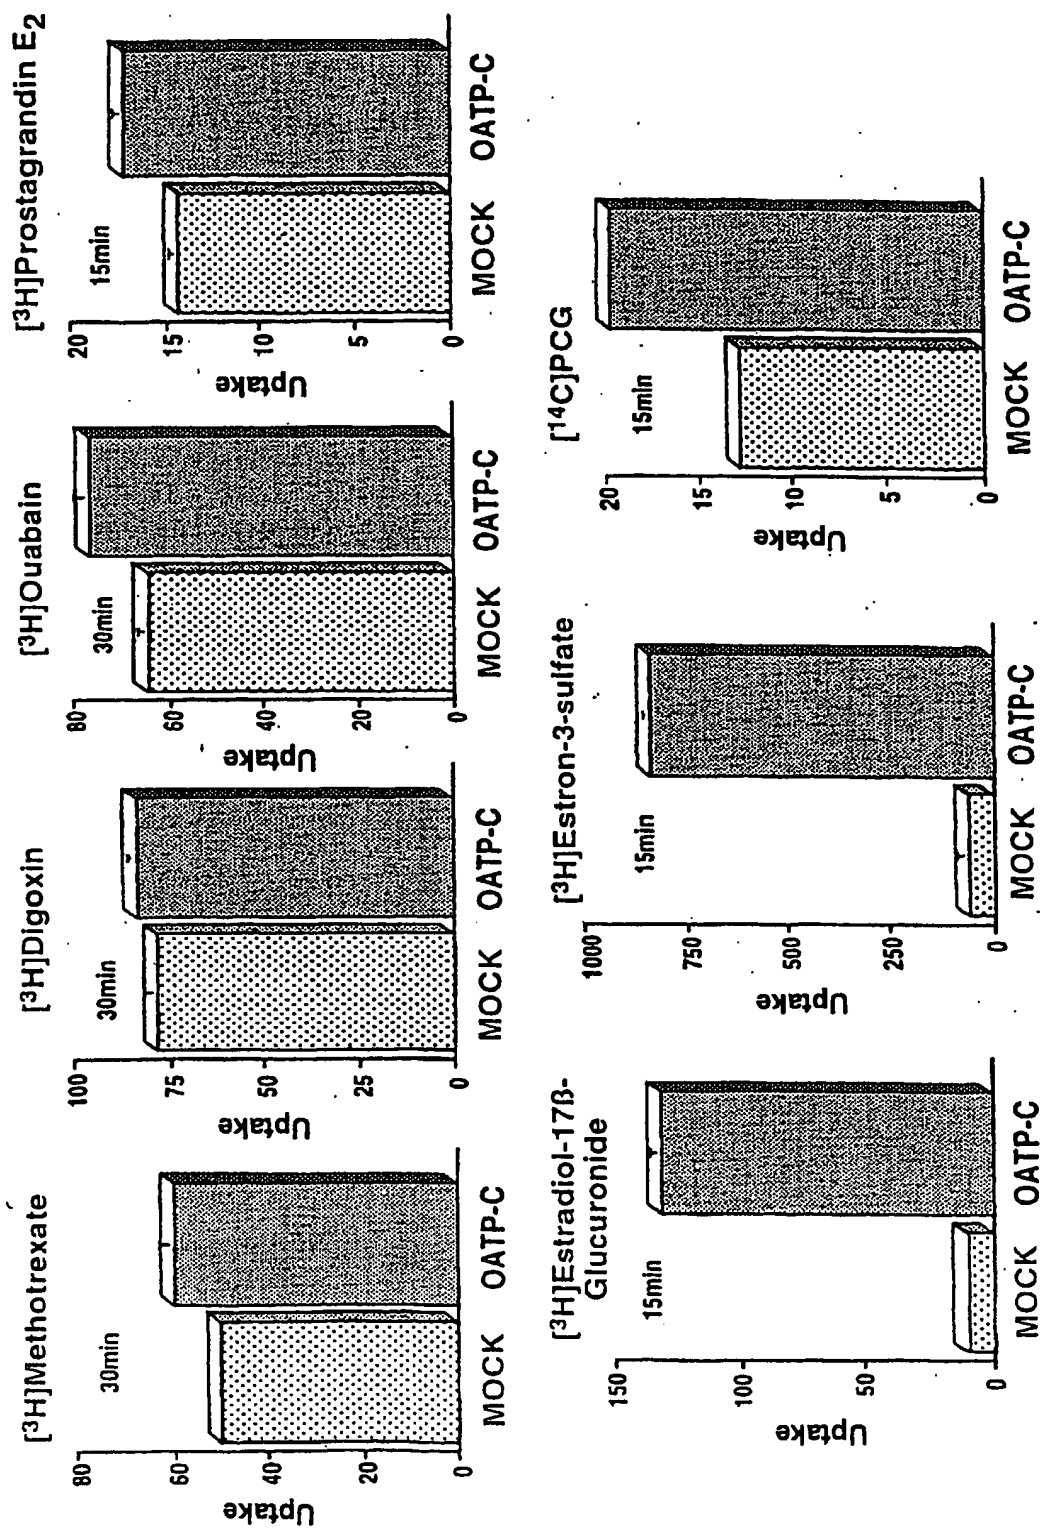 [³H]Methotrexate
30min
Uptake
80
60
40
20
0
MOCK OATP-C
[³H]Digoxin
30min
Uptake
100
75
50
25
0
MOCK OATP-C
[³H]Ouabain
30min
Uptake
80
60
40
20
0
MOCK OATP-C
[³H]Prostagrandin E₂
15min
Uptake
20
15
10
5
0
MOCK OATP-C
[³H]Estradiol-17ß-
Glucuronide
15min
Uptake
150
100
50
0
MOCK OATP-C
[³H]Estron-3-sulfate
15min
Uptake
1000
750
500
250
0
MOCK OATP-C
[¹⁴C]PCG
15min
Uptake
20
15
10
5
0
MOCK OATP-C